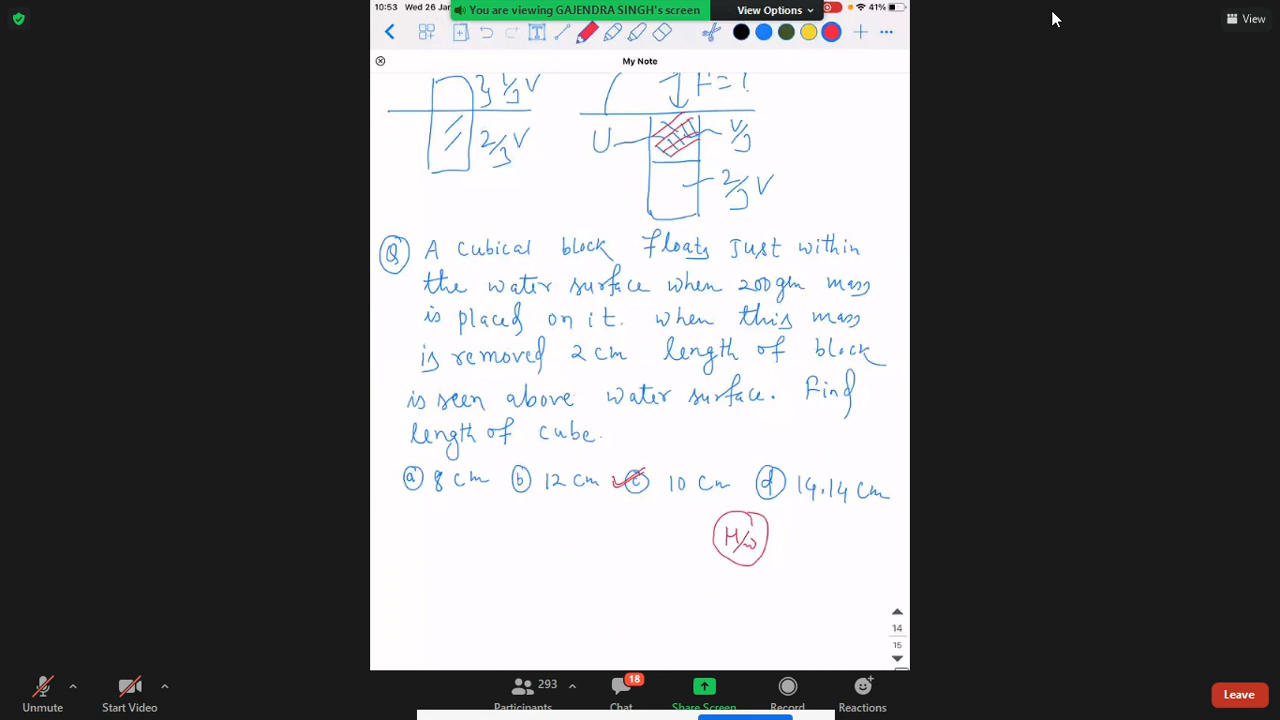 10:53 Wed 26 Jan
You are viewing GAJENDRA SINGH's screen
View Options
41%
View
My Note
1/3 V
2/3 V
F = ?
U
V/3
2/3 V
Q A cubical block floats Just within
the water surface when 200gm mass
is placed on it. when this mass
is removed 2 cm length of block
is seen above water surface. Find
length of cube.
a 8 cm b 12 cm c 10 Cm d 14.14 Cm
H/w
14
15
Unmute
Start Video
293
Participants
18
Chat
Share Screen
Record
Reactions
Leave